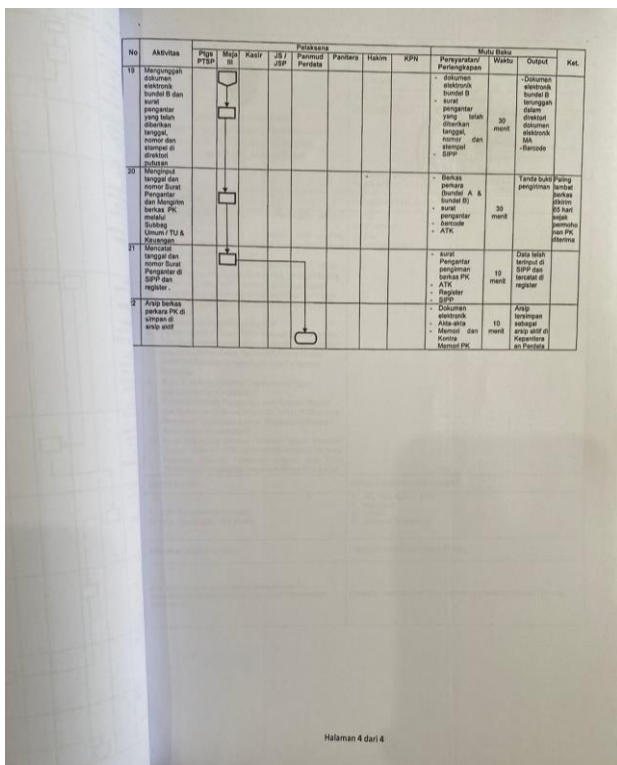 No Aktivitas Pelaksana Mutu Baku
Ptgs PTSP Meja III Kasir JS / JSP Panmud Perdata Panitera Hakim KPN Persyaratan/ Perlengkapan Waktu Output Ket.
19 Mengunggah
dokumen
elektronik
bundel B dan
surat
pengantar
yang telah
diberikan
tanggal,
nomor dan
stempel di
direktori
putusan
- dokumen
elektronik
bundel B
- surat
pengantar
yang telah
diberikan
tanggal,
nomor dan
stempel
- SIPP
30
menit
-Dokumen
elektronik
bundel B
terunggah
dalam
direktori
dokumen
elektronik
MA
-Barcode
20 Menginput
tanggal dan
nomor Surat
Pengantar
dan Mengirim
berkas PK
melalui
Subbag
Umum / TU &
Keuangan
- Berkas
perkara
(bundel A &
bundel B)
- surat
pengantar
- barcode
- ATK
30
menit
Tanda bukti
pengiriman
Paling
lambat
berkas
dikirim
65 hari
sejak
permoho
nan PK
diterima
21 Mencatat
tanggal dan
nomor Surat
Pengantar di
SIPP dan
register .
- surat
Pengantar
pengiriman
berkas PK
- ATK
- Register
- SIPP
10
menit
Data telah
terinput di
SIPP dan
tercatat di
register
2 Arsip berkas
perkara PK di
simpan di
arsip aktif
- Dokumen
elektronik
- Akta-akta
- Memori dan
Kontra
Memori PK
10
menit
Arsip
tersimpan
sebagai
arsip aktif di
Kepanitera
an Perdata
Halaman 4 dari 4